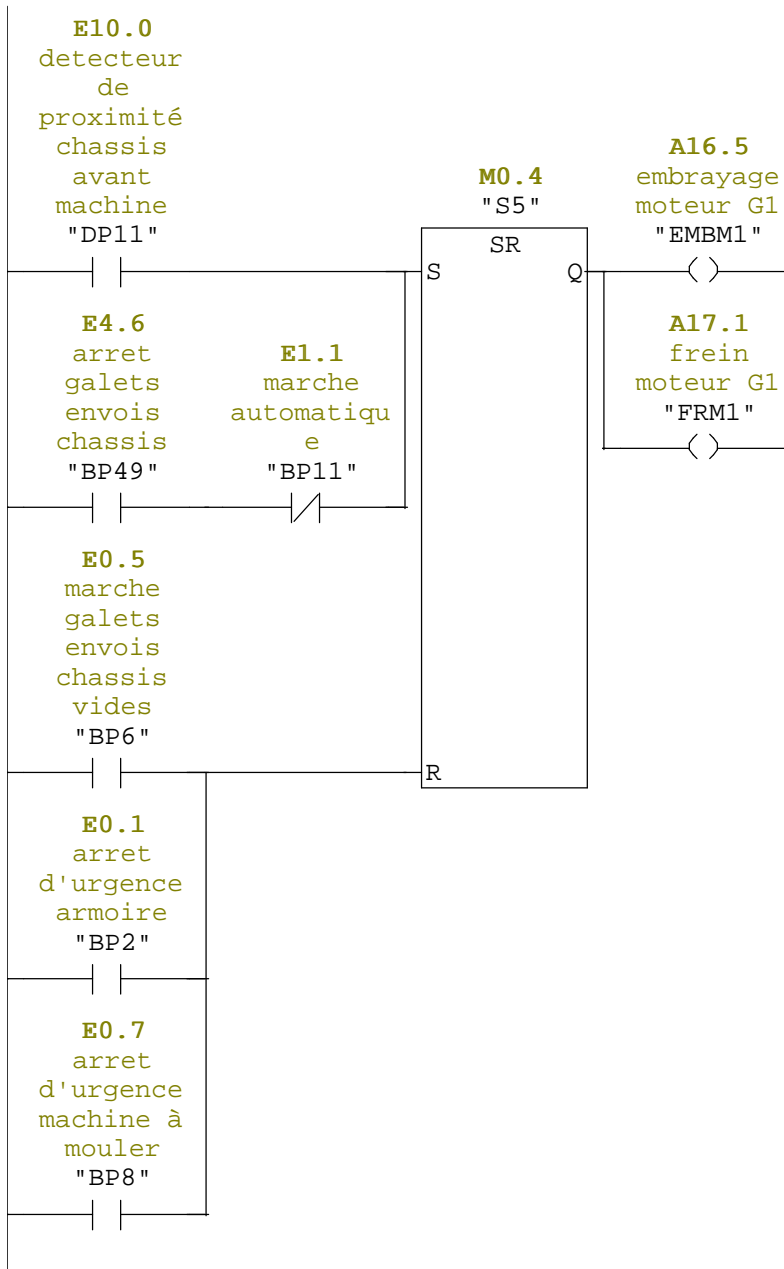 E10.0
detecteur
de
proximité
chassis
avant
machine
"DP11"
M0.4
"S5"
A16.5
embrayage
moteur G1
"EMBM1"
SR
S
Q
E4.6
arret
galets
envois
chassis
"BP49"
E1.1
marche
automatiqu
e
"BP11"
A17.1
frein
moteur G1
"FRM1"
E0.5
marche
galets
envois
chassis
vides
"BP6"
R
E0.1
arret
d'urgence
armoire
"BP2"
E0.7
arret
d'urgence
machine à
mouler
"BP8"